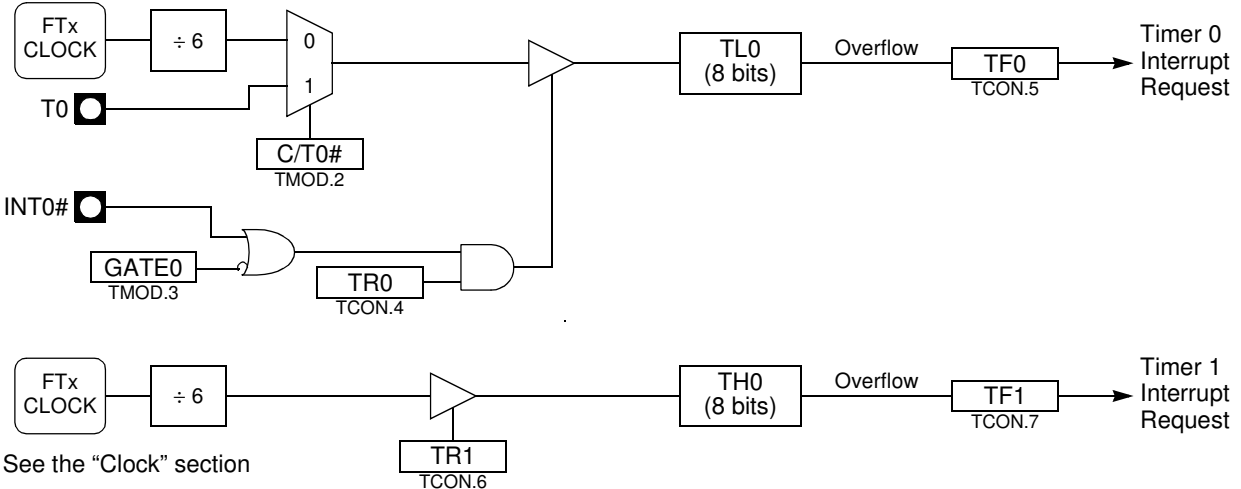 FTx
CLOCK
÷ 6
0
1
T0
C/T0#
TMOD.2
TL0
(8 bits)
Overflow
TF0
TCON.5
Timer 0
Interrupt
Request
INT0#
GATE0
TMOD.3
TR0
TCON.4
FTx
CLOCK
÷ 6
TR1
TCON.6
TH0
(8 bits)
Overflow
TF1
TCON.7
Timer 1
Interrupt
Request
See the “Clock” section